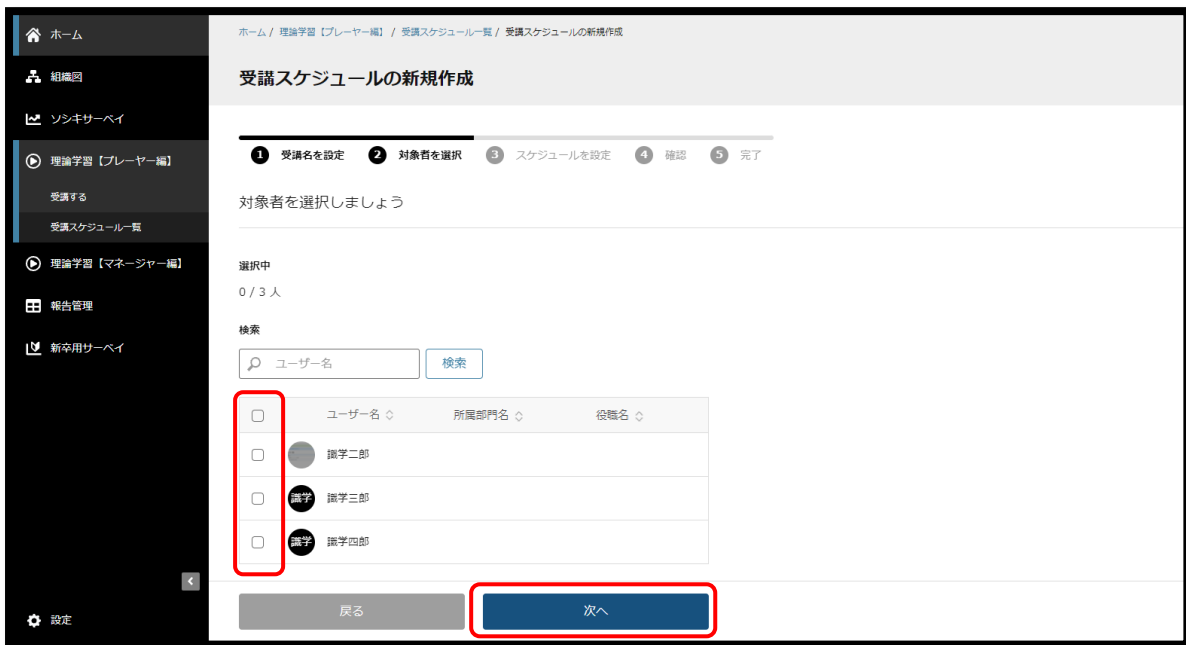 ホーム
組織図
ソシキサーベイ
理論学習【プレーヤー編】
受講する
受講スケジュール一覧
理論学習【マネージャー編】
報告管理
新卒用サーベイ
設定
ホーム / 理論学習【プレーヤー編】 / 受講スケジュール一覧 / 受講スケジュールの新規作成
受講スケジュールの新規作成
1 受講名を設定 2 対象者を選択 3 スケジュールを設定 4 確認 5 完了
対象者を選択しましょう
選択中
0 / 3 人
検索
ユーザー名 検索
ユーザー名 所属部門名 役職名
識学二郎
識学 識学三郎
識学 識学四郎
戻る 次へ